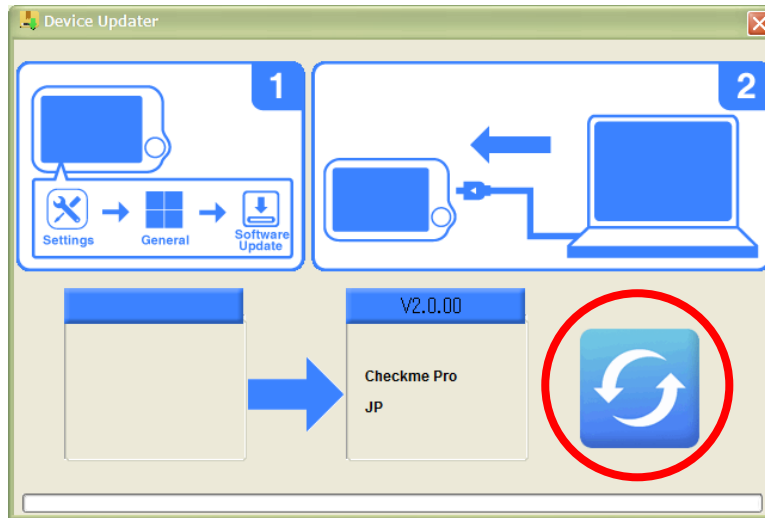 Device Updater
1
2
Settings
General
Software
Update
V2.0.00
Checkme Pro
JP